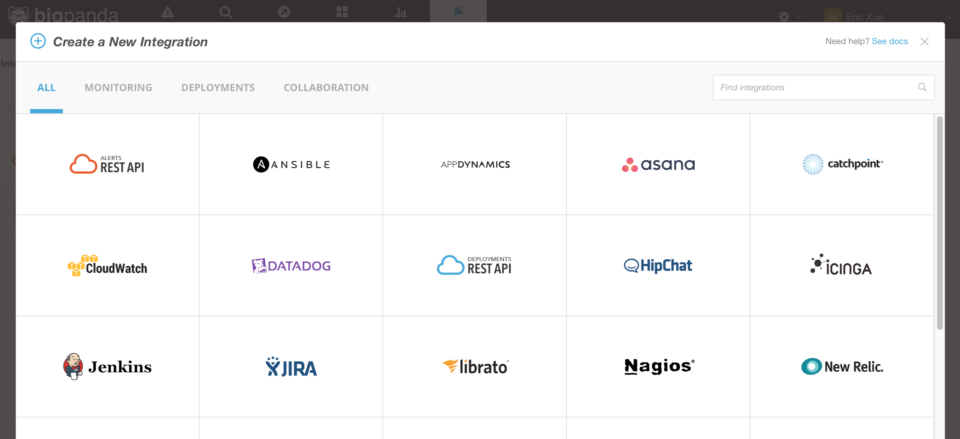 bigpanda
Eric Xue
Create a New Integration
Need help? See docs
ALL MONITORING DEPLOYMENTS COLLABORATION
Find integrations
ALERTS
REST API
ANSIBLE
APPDYNAMICS
asana
catchpoint
CloudWatch
DATADOG
DEPLOYMENTS
REST API
HipChat
iCINGA
Jenkins
JIRA
librato
Nagios®
New Relic.